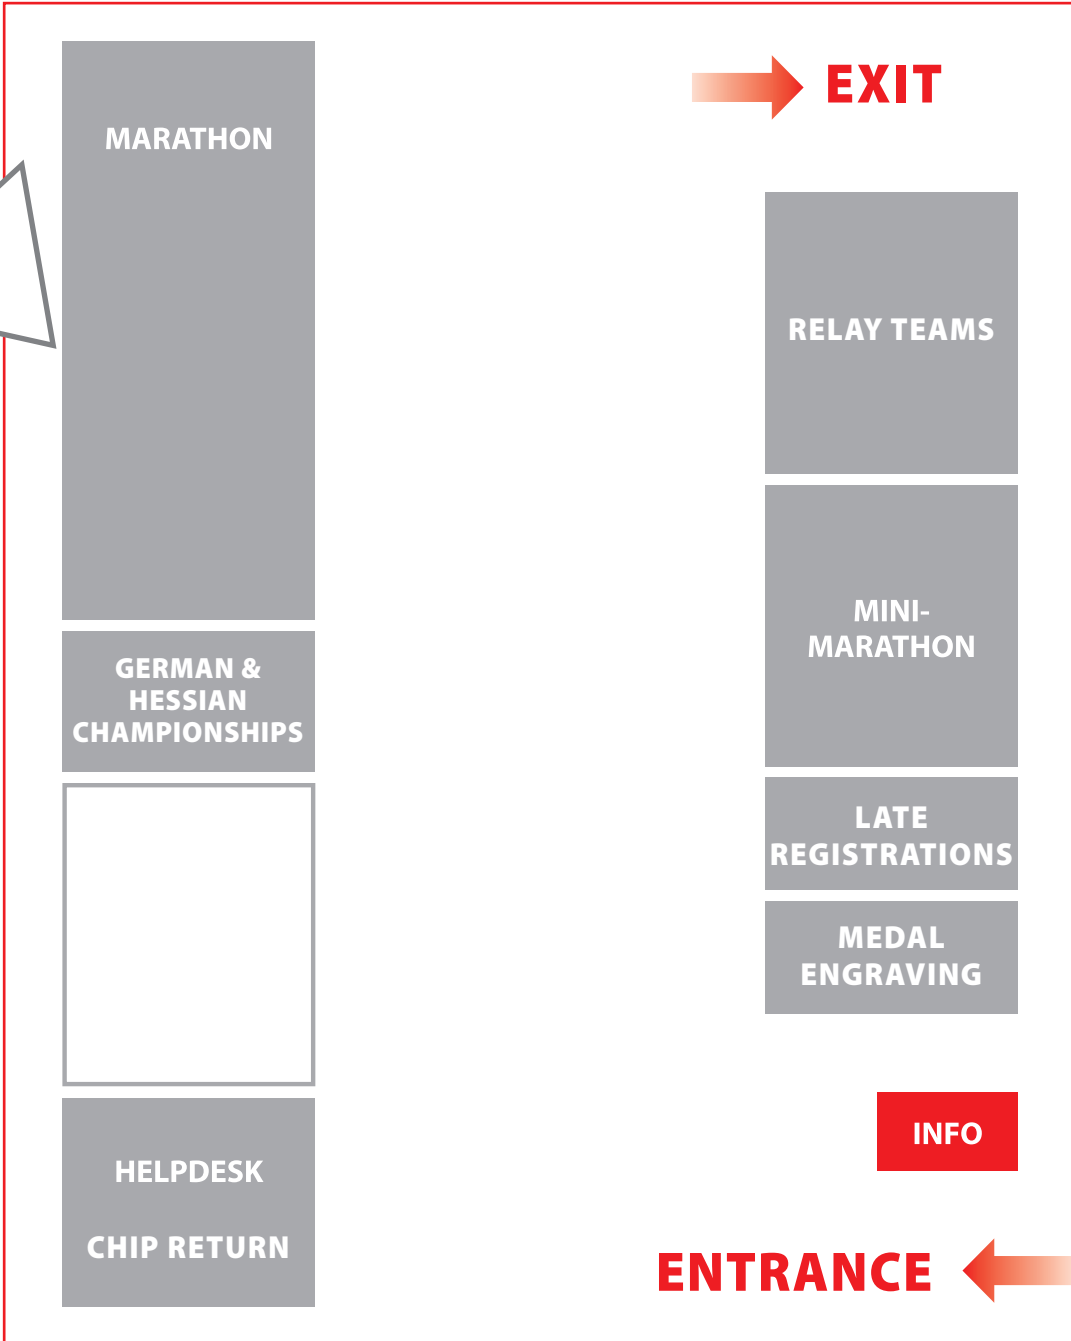 EXIT
MARATHON
RELAY TEAMS
MINI-
MARATHON
GERMAN &
HESSIAN
CHAMPIONSHIPS
LATE
REGISTRATIONS
MEDAL
ENGRAVING
INFO
HELPDESK
CHIP RETURN
ENTRANCE